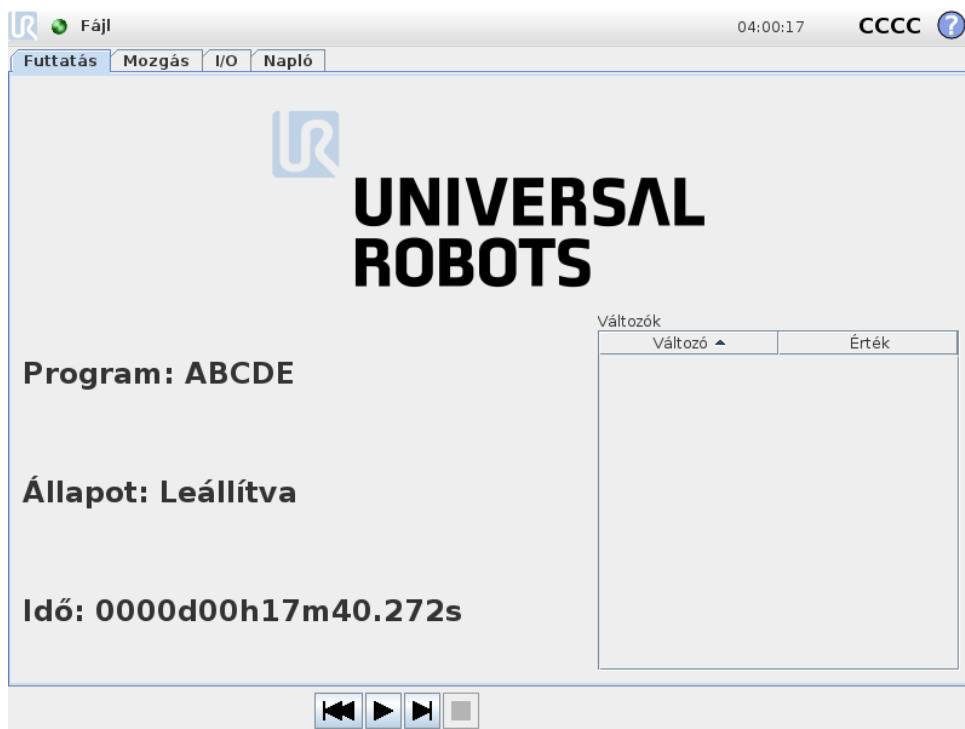 Fájl
04:00:17
CCCC
?
Futtatás
Mozgás
I/O
Napló
UR
UNIVERSAL
ROBOTS
Változók
Változó
Érték
Program: ABCDE
Állapot: Leállítva
Idő: 0000d00h17m40.272s